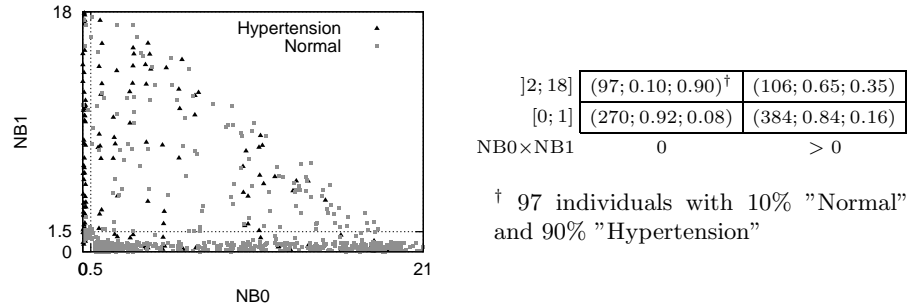 18
Hypertension
Normal
NB1
1.5
0
0.5
21
NB0
]2; 18] (97; 0.10; 0.90)† (106; 0.65; 0.35)
[0; 1] (270; 0.92; 0.08) (384; 0.84; 0.16)
NB0×NB1 0 > 0
† 97 individuals with 10% "Normal"
and 90% "Hypertension"